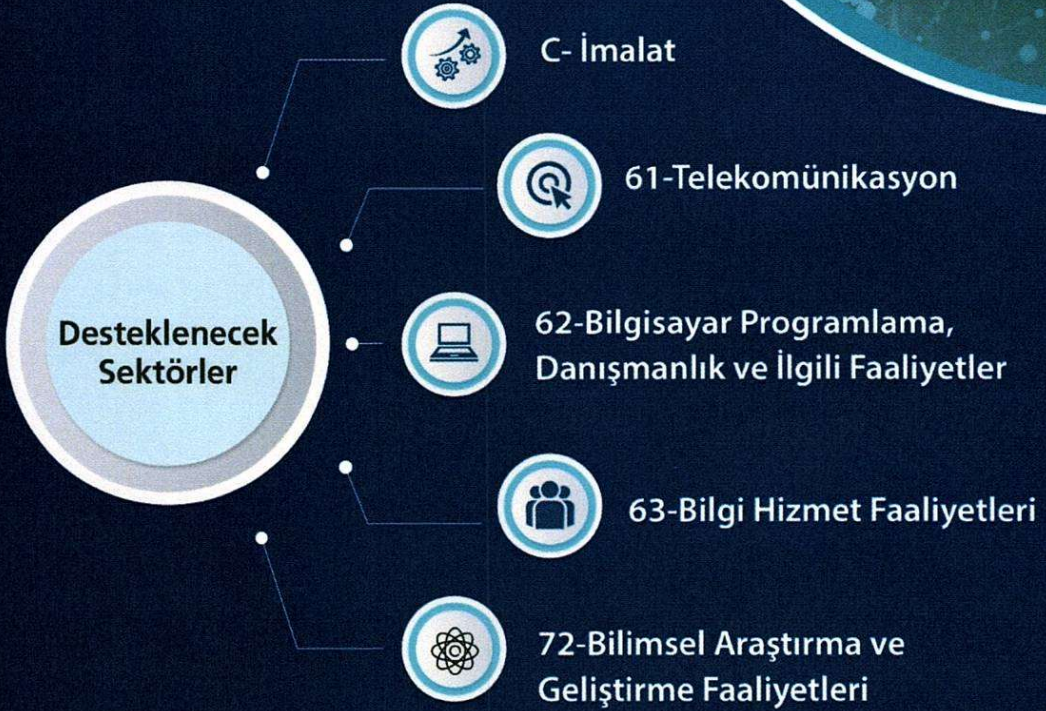 C- İmalat
61-Telekomünikasyon
Desteklenecek
Sektörler
62-Bilgisayar Programlama,
Danışmanlık ve İlgili Faaliyetler
63-Bilgi Hizmet Faaliyetleri
72-Bilimsel Araştırma ve
Geliştirme Faaliyetleri